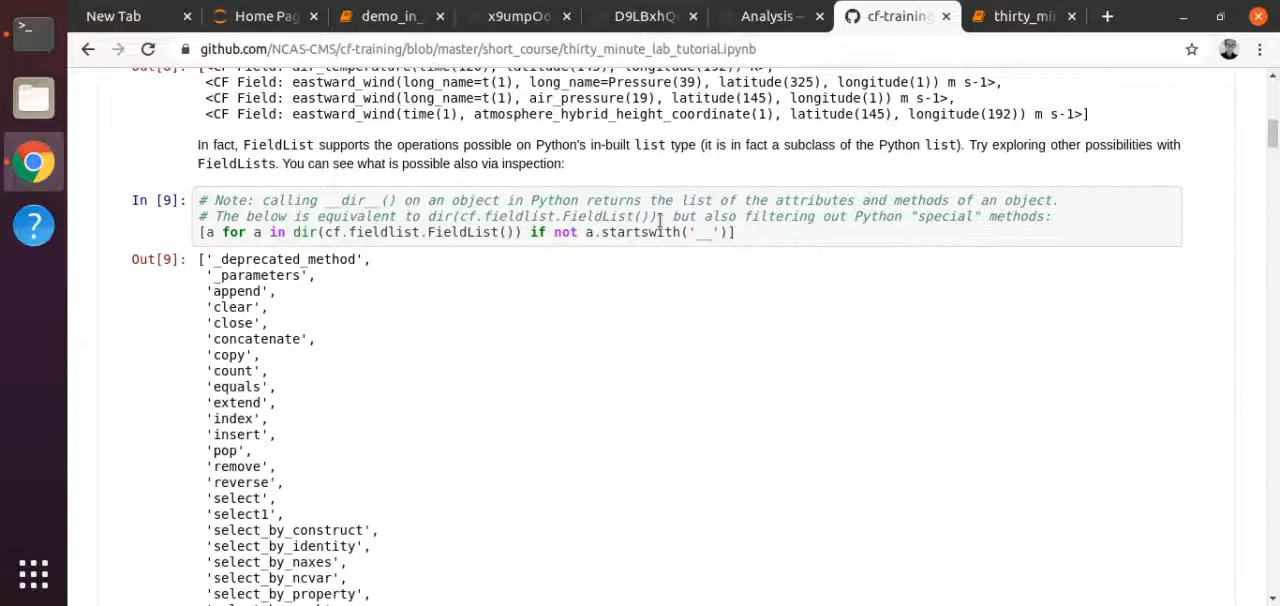 New Tab
Home Pag
demo_in_
x9umpOo
D9LBxhQ
Analysis –
cf-training
thirty_mi
github.com/NCAS-CMS/cf-training/blob/master/short_course/thirty_minute_lab_tutorial.ipynb
<CF Field: eastward_wind(long_name=t(1), long_name=Pressure(39), latitude(325), longitude(1)) m s-1>,
<CF Field: eastward_wind(long_name=t(1), air_pressure(19), latitude(145), longitude(1)) m s-1>,
<CF Field: eastward_wind(time(1), atmosphere_hybrid_height_coordinate(1), latitude(145), longitude(192)) m s-1>]
In fact, FieldList supports the operations possible on Python's in-built list type (it is in fact a subclass of the Python list). Try exploring other possibilities with
FieldLists. You can see what is possible also via inspection:
In [9]: # Note: calling __dir__() on an object in Python returns the list of the attributes and methods of an object.
# The below is equivalent to dir(cf.fieldlist.FieldList()), but also filtering out Python "special" methods:
[a for a in dir(cf.fieldlist.FieldList()) if not a.startswith('__')]
Out[9]: ['_deprecated_method',
'_parameters',
'append',
'clear',
'close',
'concatenate',
'copy',
'count',
'equals',
'extend',
'index',
'insert',
'pop',
'remove',
'reverse',
'select',
'select1',
'select_by_construct',
'select_by_identity',
'select_by_naxes',
'select_by_ncvar',
'select_by_property',